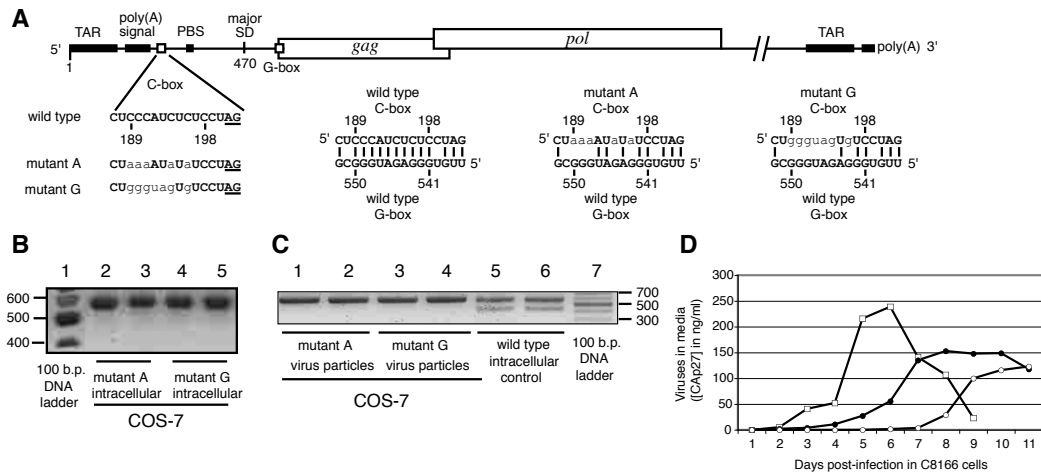 A
TAR
poly(A) signal
PBS
major SD
gag
pol
TAR
poly(A) 3'
5'
1
C-box
470
G-box
wild type
CUCCCAUCUCUCCUAG
189
198
mutant A
CUaaaAUaUaUCCUAG
mutant G
CUggguagUgUCCUAG
wild type
C-box
189
198
5'
CUCCCAUCUCUCCUAG
GCGGGUAGAGGGUGUU 5'
550
541
wild type
G-box
mutant A
C-box
189
198
5'
CUaaaAUaUaUCCUAG
GCGGGUAGAGGGUGUU 5'
550
541
wild type
G-box
mutant G
C-box
189
198
5'
CUggguagUgUCCUAG
GCGGGUAGAGGGUGUU 5'
550
541
wild type
G-box
B
1 2 3 4 5
600
500
400
100 b.p.
DNA
ladder
mutant A
intracellular
mutant G
intracellular
COS-7
C
1 2 3 4 5 6 7
700
500
300
mutant A
virus particles
mutant G
virus particles
wild type
intracellular
control
100 b.p.
DNA
ladder
COS-7
D
Viruses in media
([CAp27] in ng/ml)
300
250
200
150
100
50
0
1 2 3 4 5 6 7 8 9 10 11
Days post-infection in C8166 cells